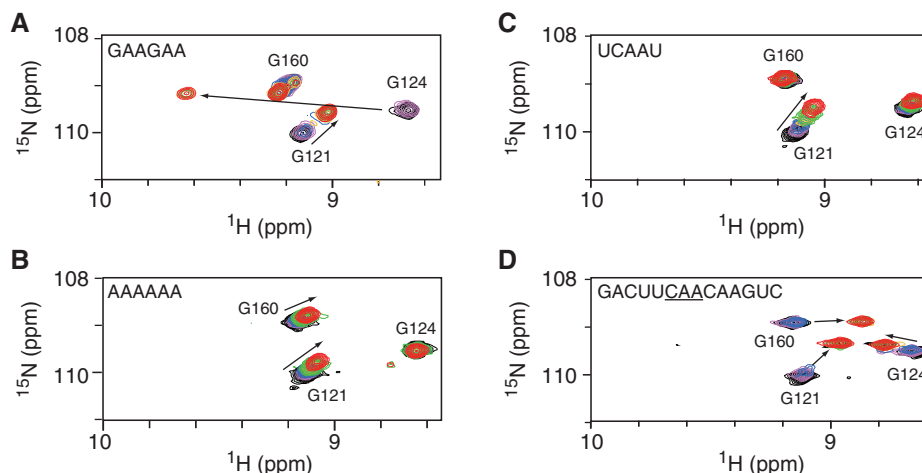 A
108
GAAGAA
G160
G124
¹⁵N (ppm)
110
G121
10
9
¹H (ppm)
B
108
AAAAAA
G160
G124
¹⁵N (ppm)
110
G121
10
9
¹H (ppm)
C
108
UCAAU
G160
¹⁵N (ppm)
110
G121
G124
10
9
¹H (ppm)
D
108
GACUUCAACAAGUC
G160
¹⁵N (ppm)
110
G124
G121
10
9
¹H (ppm)